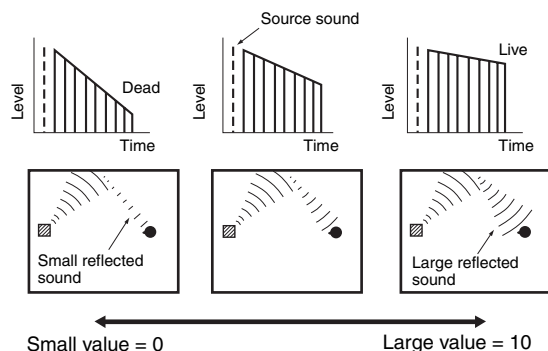 Source sound
Level
Dead
Time
Level
Time
Level
Live
Time
Small reflected
sound
Large reflected
sound
Small value = 0
Large value = 10